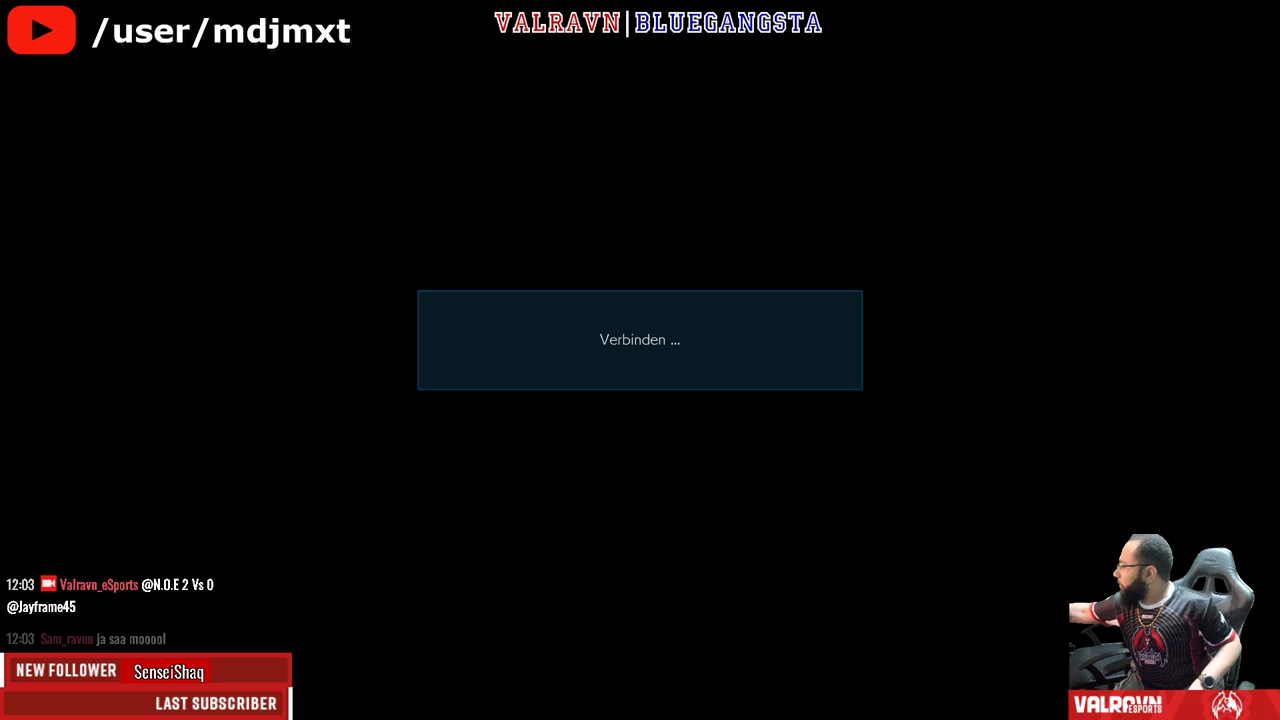 /user/mdjmxt
VALRAVN|BLUEGANGSTA
Verbinden ...
12:03 Valravn_eSports @N.O.E 2 Vs 0
@Jayframe45
12:03 Sam_raven ja saa mooool
NEW FOLLOWER SenseiShaq
LAST SUBSCRIBER
VALRAVN
ESPORTS